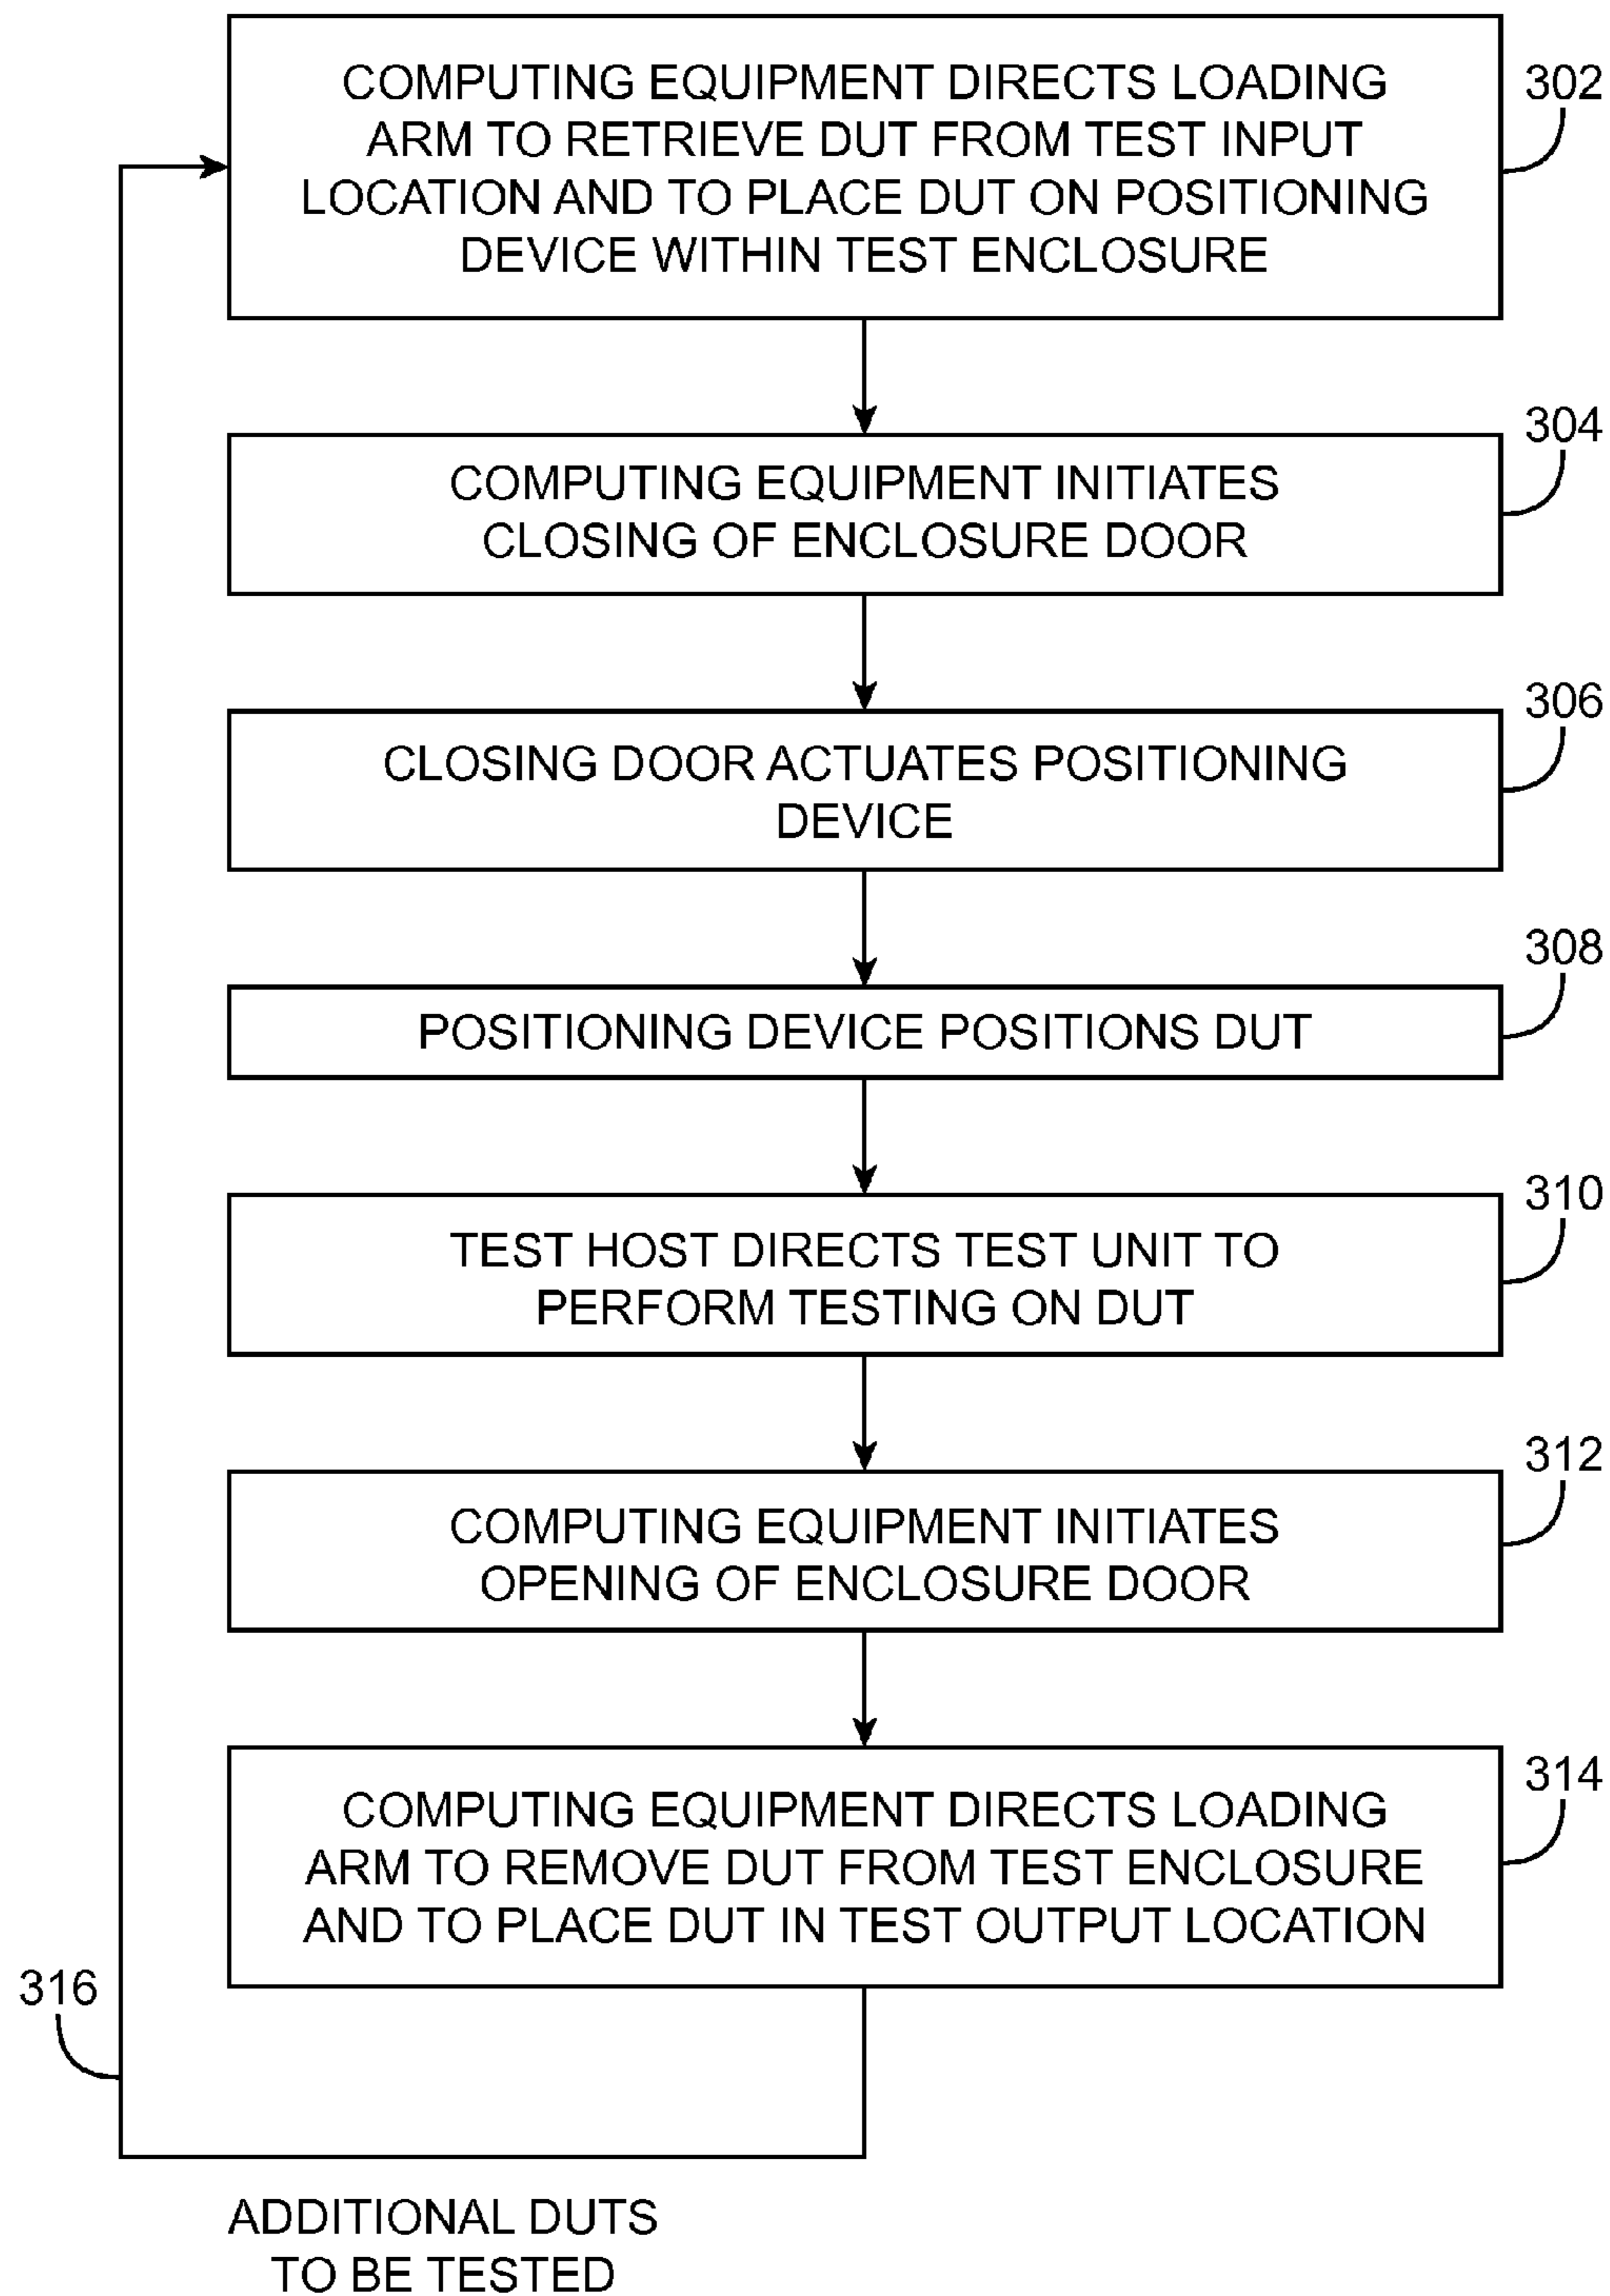 COMPUTING EQUIPMENT DIRECTS LOADING
ARM TO RETRIEVE DUT FROM TEST INPUT
LOCATION AND TO PLACE DUT ON POSITIONING
DEVICE WITHIN TEST ENCLOSURE
302
COMPUTING EQUIPMENT INITIATES
CLOSING OF ENCLOSURE DOOR
304
CLOSING DOOR ACTUATES POSITIONING
DEVICE
306
POSITIONING DEVICE POSITIONS DUT
308
TEST HOST DIRECTS TEST UNIT TO
PERFORM TESTING ON DUT
310
COMPUTING EQUIPMENT INITIATES
OPENING OF ENCLOSURE DOOR
312
COMPUTING EQUIPMENT DIRECTS LOADING
ARM TO REMOVE DUT FROM TEST ENCLOSURE
AND TO PLACE DUT IN TEST OUTPUT LOCATION
314
316
ADDITIONAL DUTS
TO BE TESTED